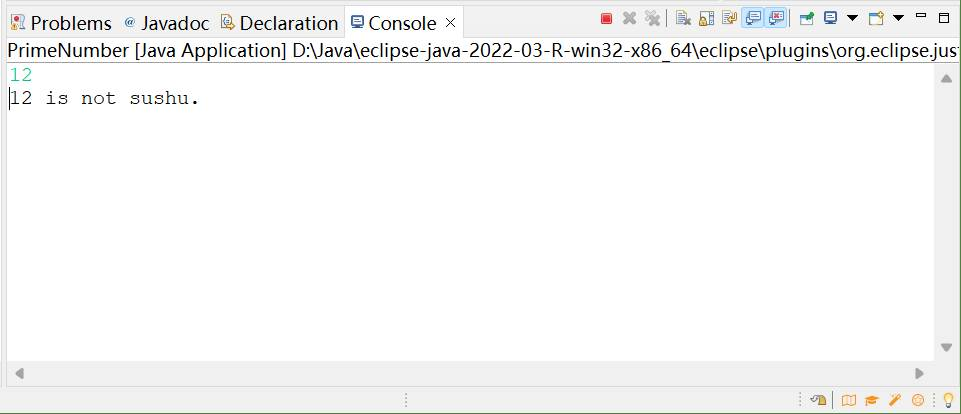 Problems @ Javadoc Declaration Console
PrimeNumber [Java Application] D:\Java\eclipse-java-2022-03-R-win32-x86_64\eclipse\plugins\org.eclipse.jus
12
12 is not sushu.